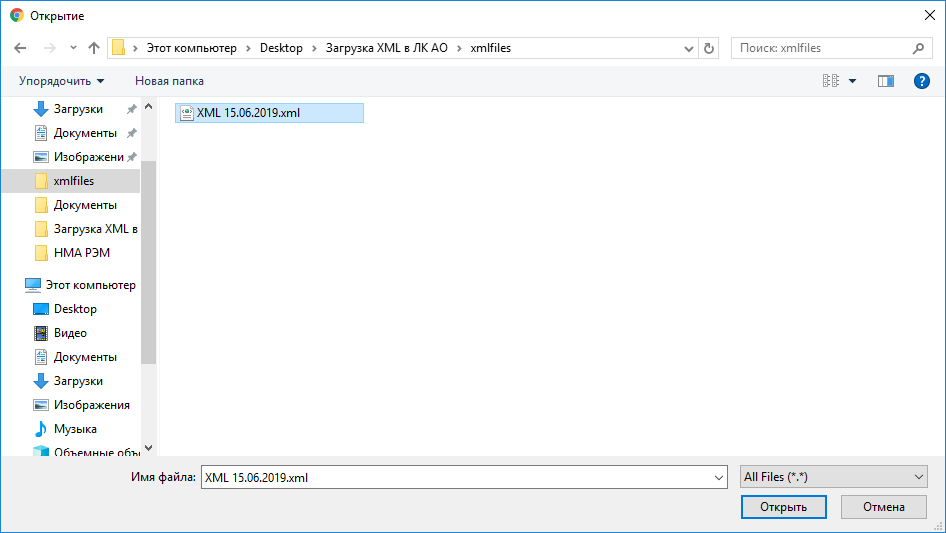 Открытие
Этот компьютер
Desktop
Загрузка XML в ЛК АО
xmlfiles
Поиск: xmlfiles
Упорядочить
Новая папка
Загрузки
Документы
Изображени
xmlfiles
Документы
Загрузка XML в
НМА РЭМ
Этот компьютер
Desktop
Видео
Документы
Загрузки
Изображения
Музыка
Объемные объ
XML 15.06.2019.xml
Имя файла:
XML 15.06.2019.xml
All Files (*.*)
Открыть
Отмена